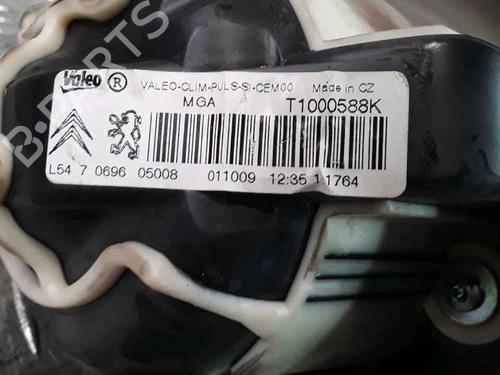 Valeo ® VALEO-CLIM-PULS-SI-CEM00 Made in CZ
MGA T1000588K
L54 7 0696 05008 011009 12:35 11764
B-PARTS